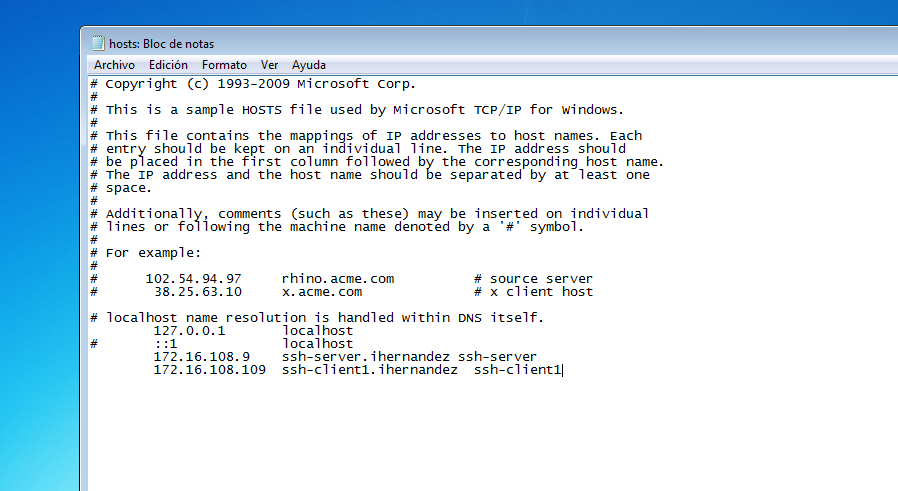 hosts: Bloc de notas
Archivo Edición Formato Ver Ayuda
# Copyright (c) 1993-2009 Microsoft Corp.
#
# This is a sample HOSTS file used by Microsoft TCP/IP for Windows.
#
# This file contains the mappings of IP addresses to host names. Each
# entry should be kept on an individual line. The IP address should
# be placed in the first column followed by the corresponding host name.
# The IP address and the host name should be separated by at least one
# space.
#
# Additionally, comments (such as these) may be inserted on individual
# lines or following the machine name denoted by a '#' symbol.
#
# For example:
#
#      102.54.94.97     rhino.acme.com          # source server
#       38.25.63.10     x.acme.com              # x client host

# localhost name resolution is handled within DNS itself.
        127.0.0.1       localhost
#       ::1             localhost
        172.16.108.9    ssh-server.ihernandez ssh-server
        172.16.108.109  ssh-client1.ihernandez  ssh-client1